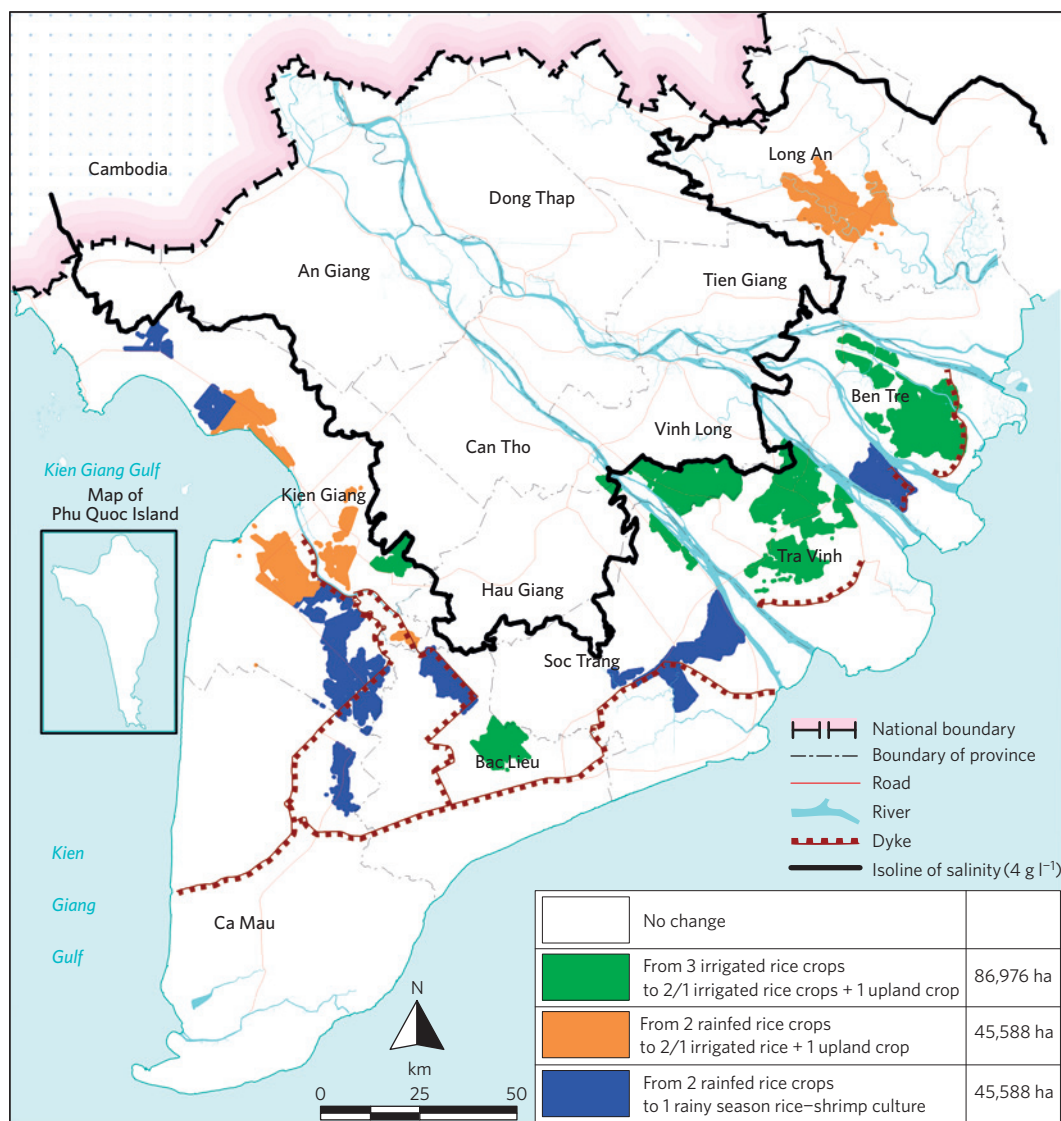 Cambodia
Long An
Dong Thap
An Giang
Tien Giang
Ben Tre
Vinh Long
Can Tho
Kien Giang Gulf
Map of
Phu Quoc Island
Kien Giang
Tra Vinh
Hau Giang
Soc Trang
Bac Lieu
National boundary
Boundary of province
Road
River
Dyke
Isoline of salinity (4 g l⁻¹)
Kien
Giang
Gulf
Ca Mau
N
km
0 25 50
No change
From 3 irrigated rice crops
to 2/1 irrigated rice crops + 1 upland crop
86,976 ha
From 2 rainfed rice crops
to 2/1 irrigated rice + 1 upland crop
45,588 ha
From 2 rainfed rice crops
to 1 rainy season rice–shrimp culture
45,588 ha